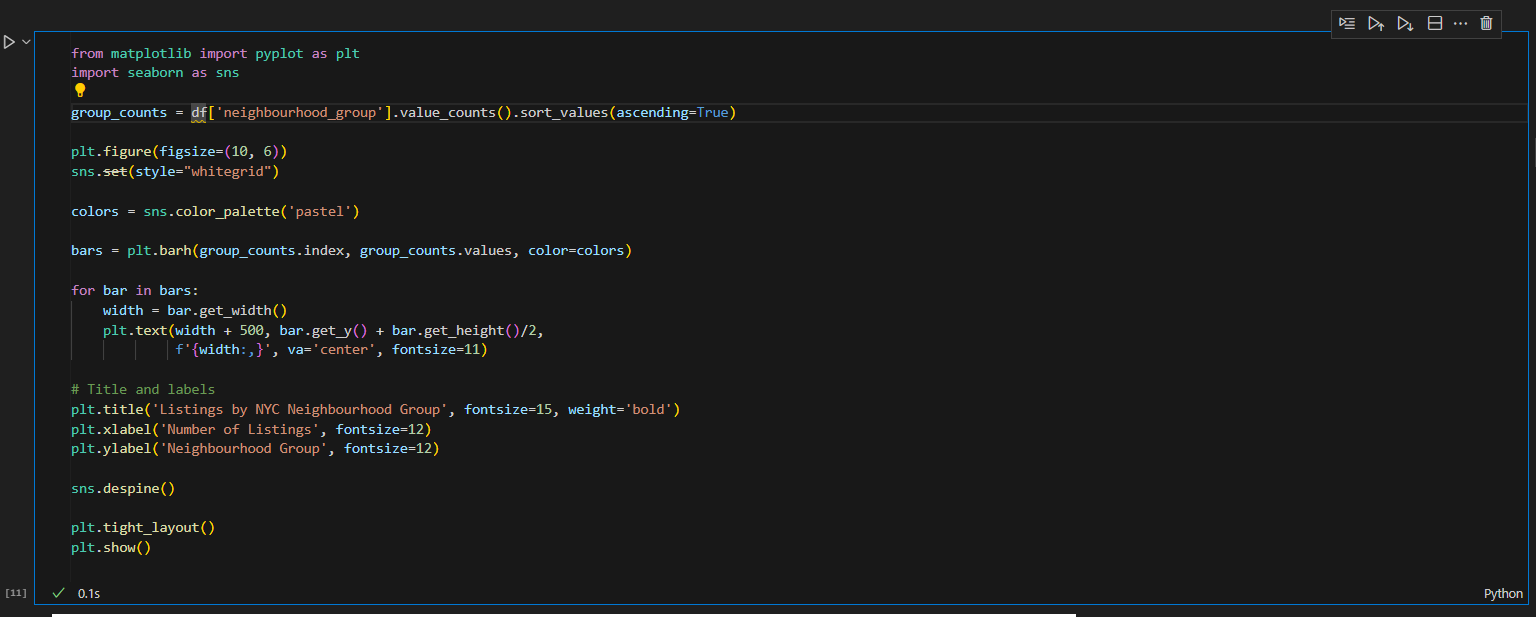 from matplotlib import pyplot as plt
import seaborn as sns
group_counts = df['neighbourhood_group'].value_counts().sort_values(ascending=True)
plt.figure(figsize=(10, 6))
sns.set(style="whitegrid")
colors = sns.color_palette('pastel')
bars = plt.barh(group_counts.index, group_counts.values, color=colors)
for bar in bars:
    width = bar.get_width()
    plt.text(width + 500, bar.get_y() + bar.get_height()/2,
             f'{width:,}', va='center', fontsize=11)
# Title and labels
plt.title('Listings by NYC Neighbourhood Group', fontsize=15, weight='bold')
plt.xlabel('Number of Listings', fontsize=12)
plt.ylabel('Neighbourhood Group', fontsize=12)
sns.despine()
plt.tight_layout()
plt.show()
[11] 0.1s Python